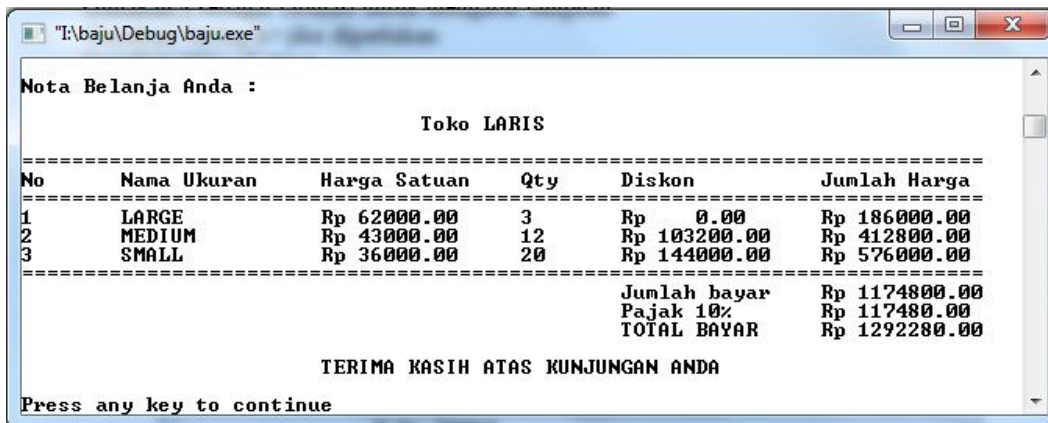 "I:\baju\Debug\baju.exe"
Nota Belanja Anda :
Toko LARIS
==========================================================================
No Nama Ukuran Harga Satuan Qty Diskon Jumlah Harga
==========================================================================
1 LARGE Rp 62000.00 3 Rp 0.00 Rp 186000.00
2 MEDIUM Rp 43000.00 12 Rp 103200.00 Rp 412800.00
3 SMALL Rp 36000.00 20 Rp 144000.00 Rp 576000.00
==========================================================================
Jumlah bayar Rp 1174800.00
Pajak 10% Rp 117480.00
TOTAL BAYAR Rp 1292280.00
TERIMA KASIH ATAS KUNJUNGAN ANDA
Press any key to continue